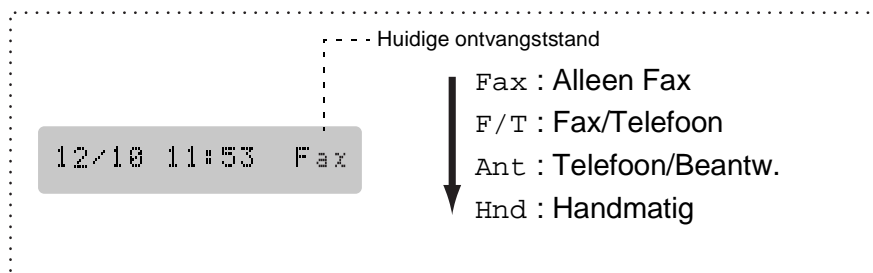 Huidige ontvangststand
12/10 11:53 Fax
Fax : Alleen Fax
F/T : Fax/Telefoon
Ant : Telefoon/Beantw.
Hnd : Handmatig